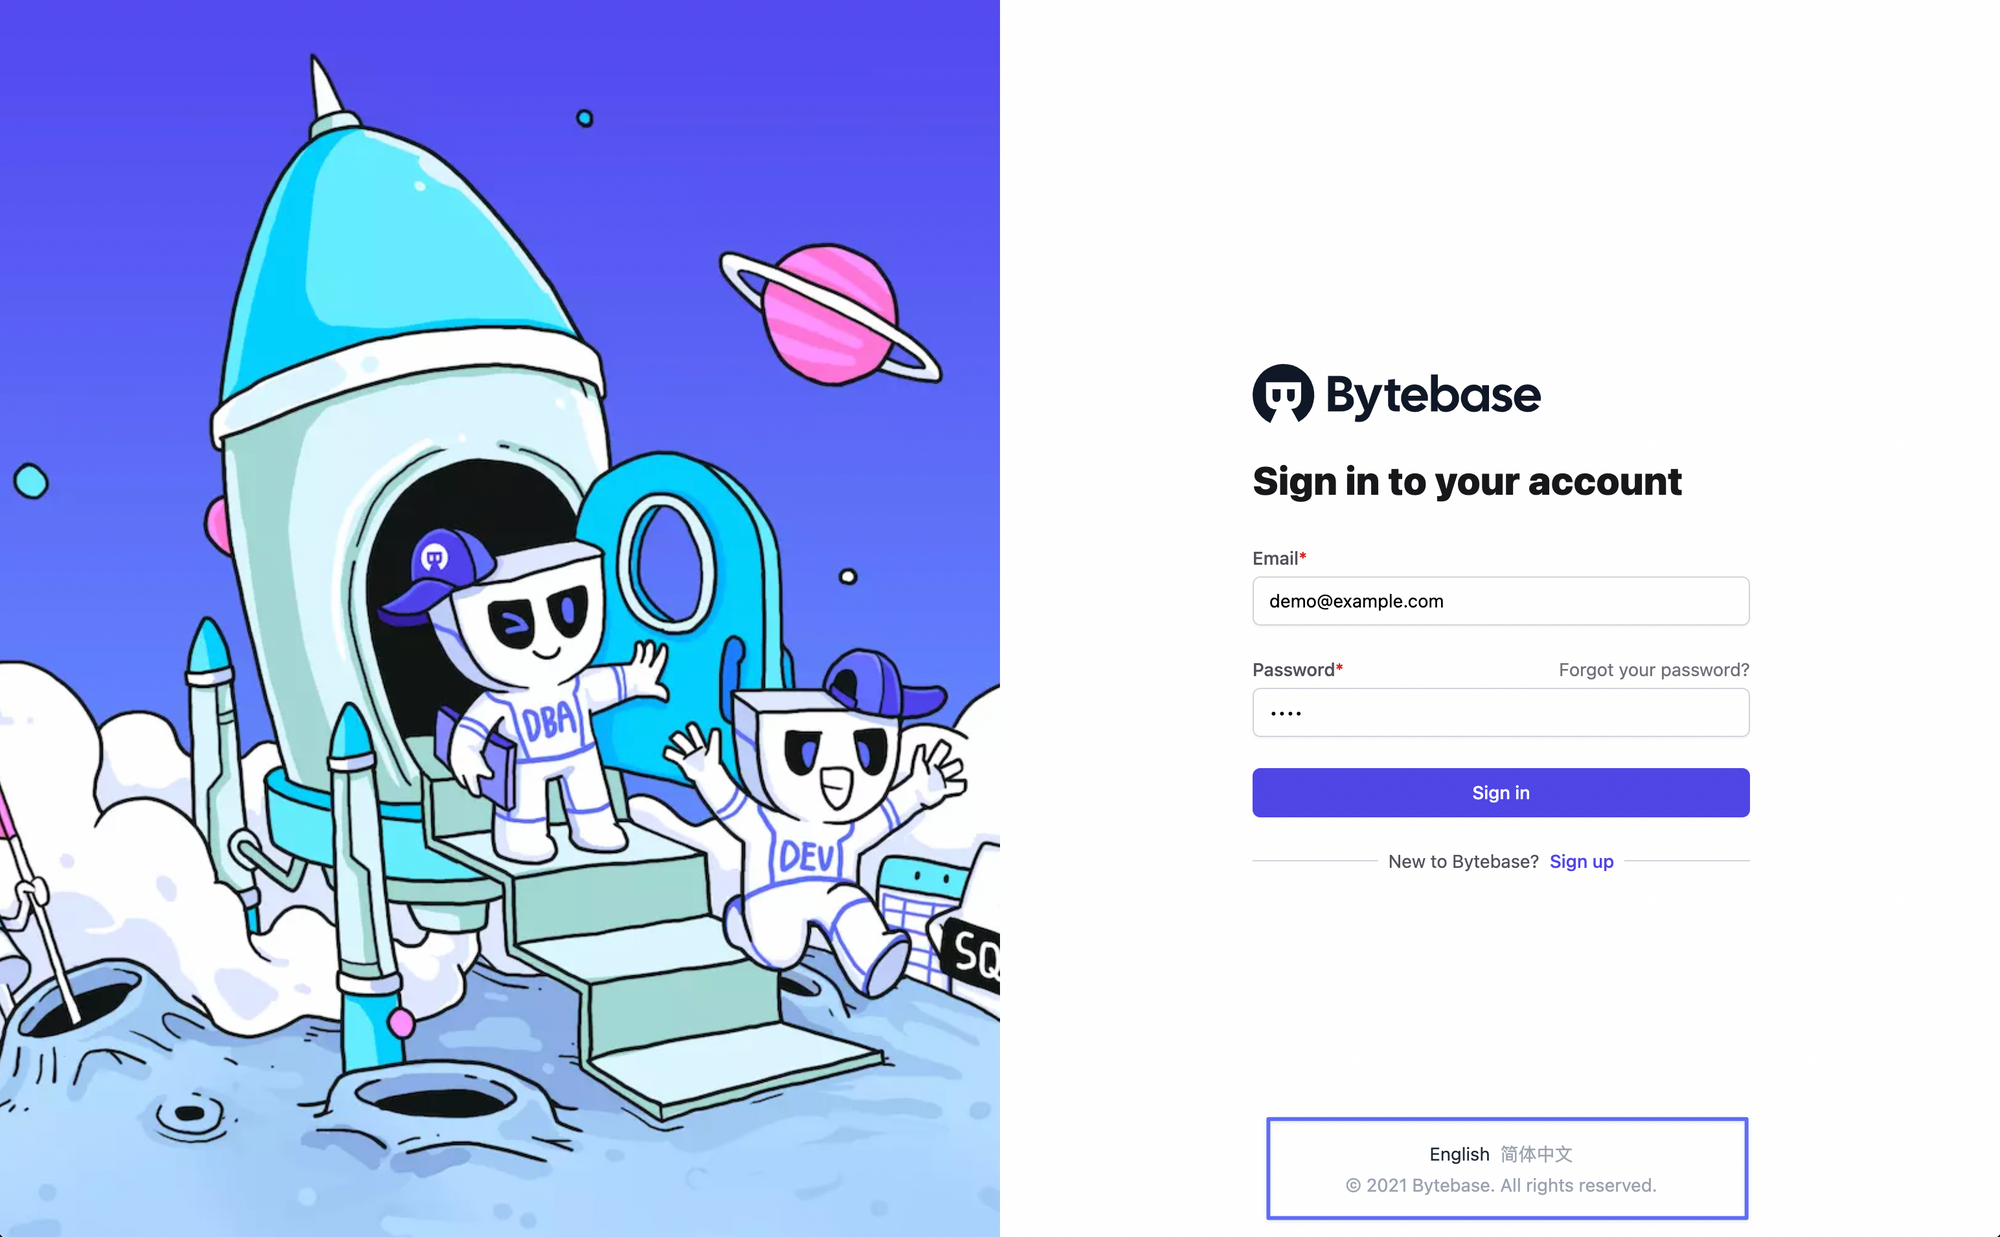 DBA
DEV
SQ
Bytebase
Sign in to your account
Email*
demo@example.com
Password* Forgot your password?
••••
Sign in
New to Bytebase? Sign up
English 简体中文
© 2021 Bytebase. All rights reserved.